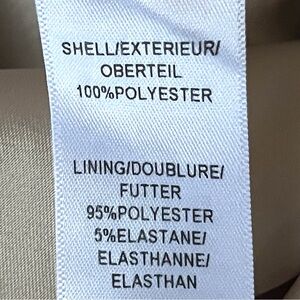 SHELL/EXTERIEUR/
OBERTEIL
100%POLYESTER
LINING/DOUBLURE/
FUTTER
95%POLYESTER
5%ELASTANE/
ELASTHANNE/
ELASTHAN